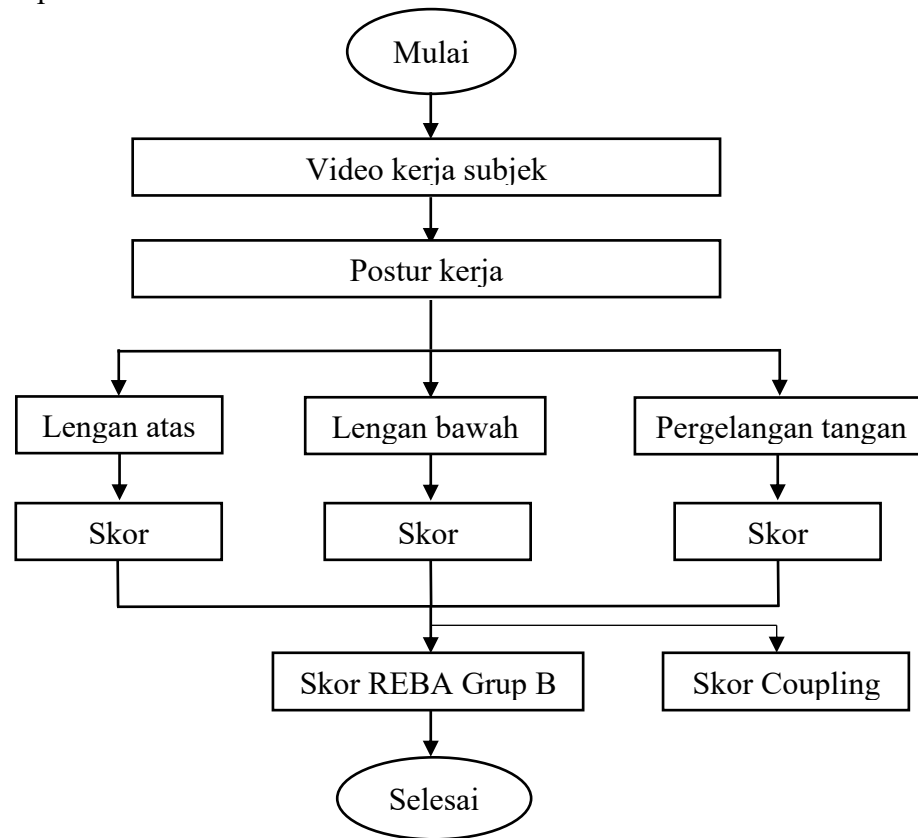 Mulai
Video kerja subjek
Postur kerja
Lengan atas
Lengan bawah
Pergelangan tangan
Skor
Skor
Skor
Skor REBA Grup B
Skor Coupling
Selesai